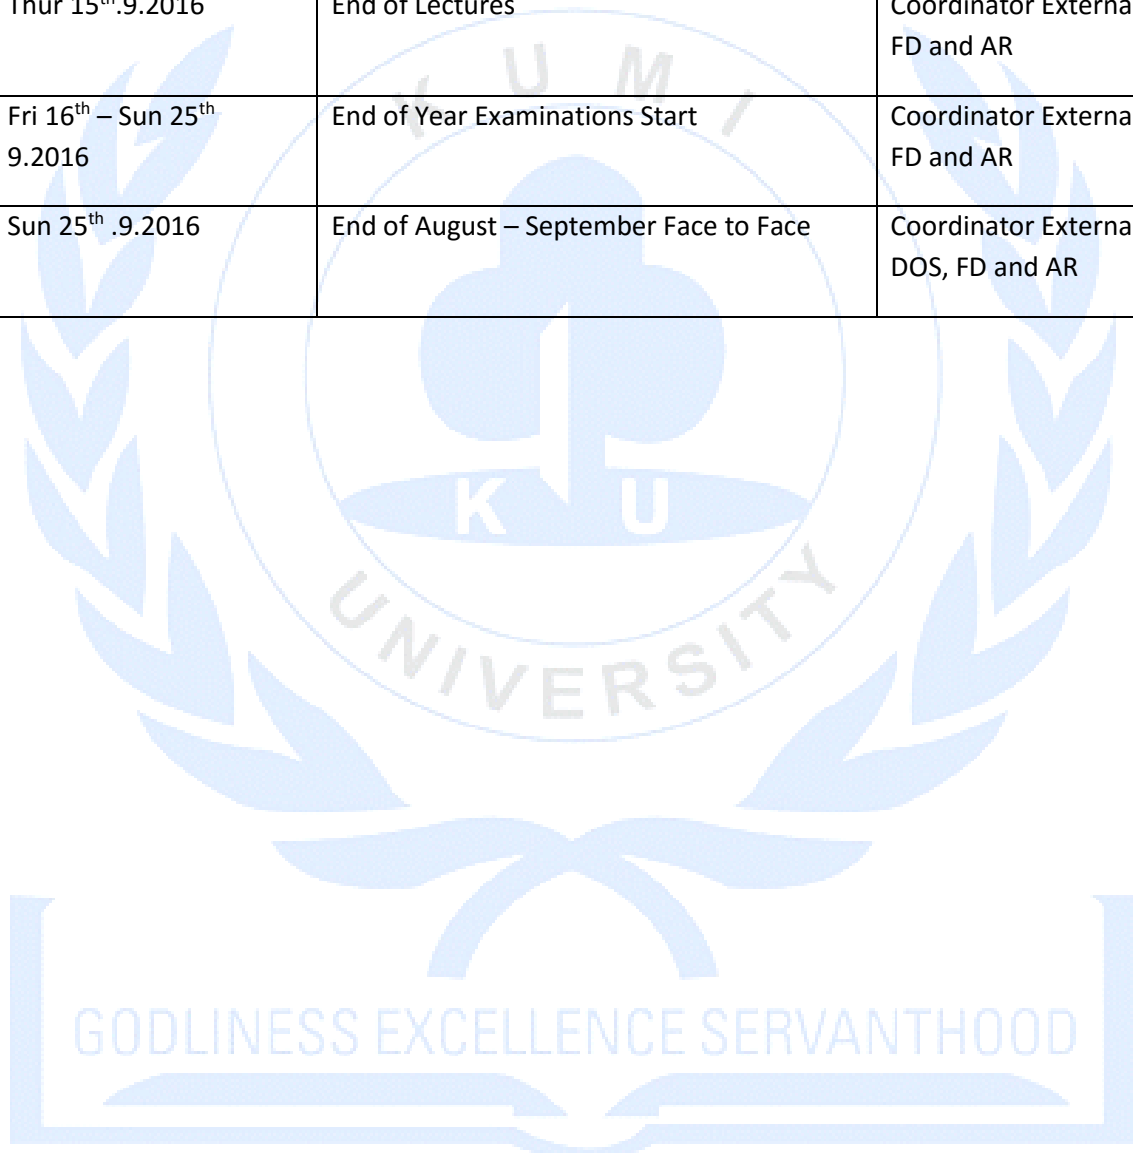 Thur 15th.9.2016 End of Lectures Coordinator Externa
FD and AR
Fri 16th – Sun 25th End of Year Examinations Start Coordinator Externa
9.2016 FD and AR
Sun 25th .9.2016 End of August – September Face to Face Coordinator Externa
DOS, FD and AR
KUMI
K U
UNIVERSITY
GODLINESS EXCELLENCE SERVANTHOOD